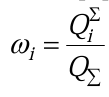 ω_i = Q_i^Σ / Q_Σ